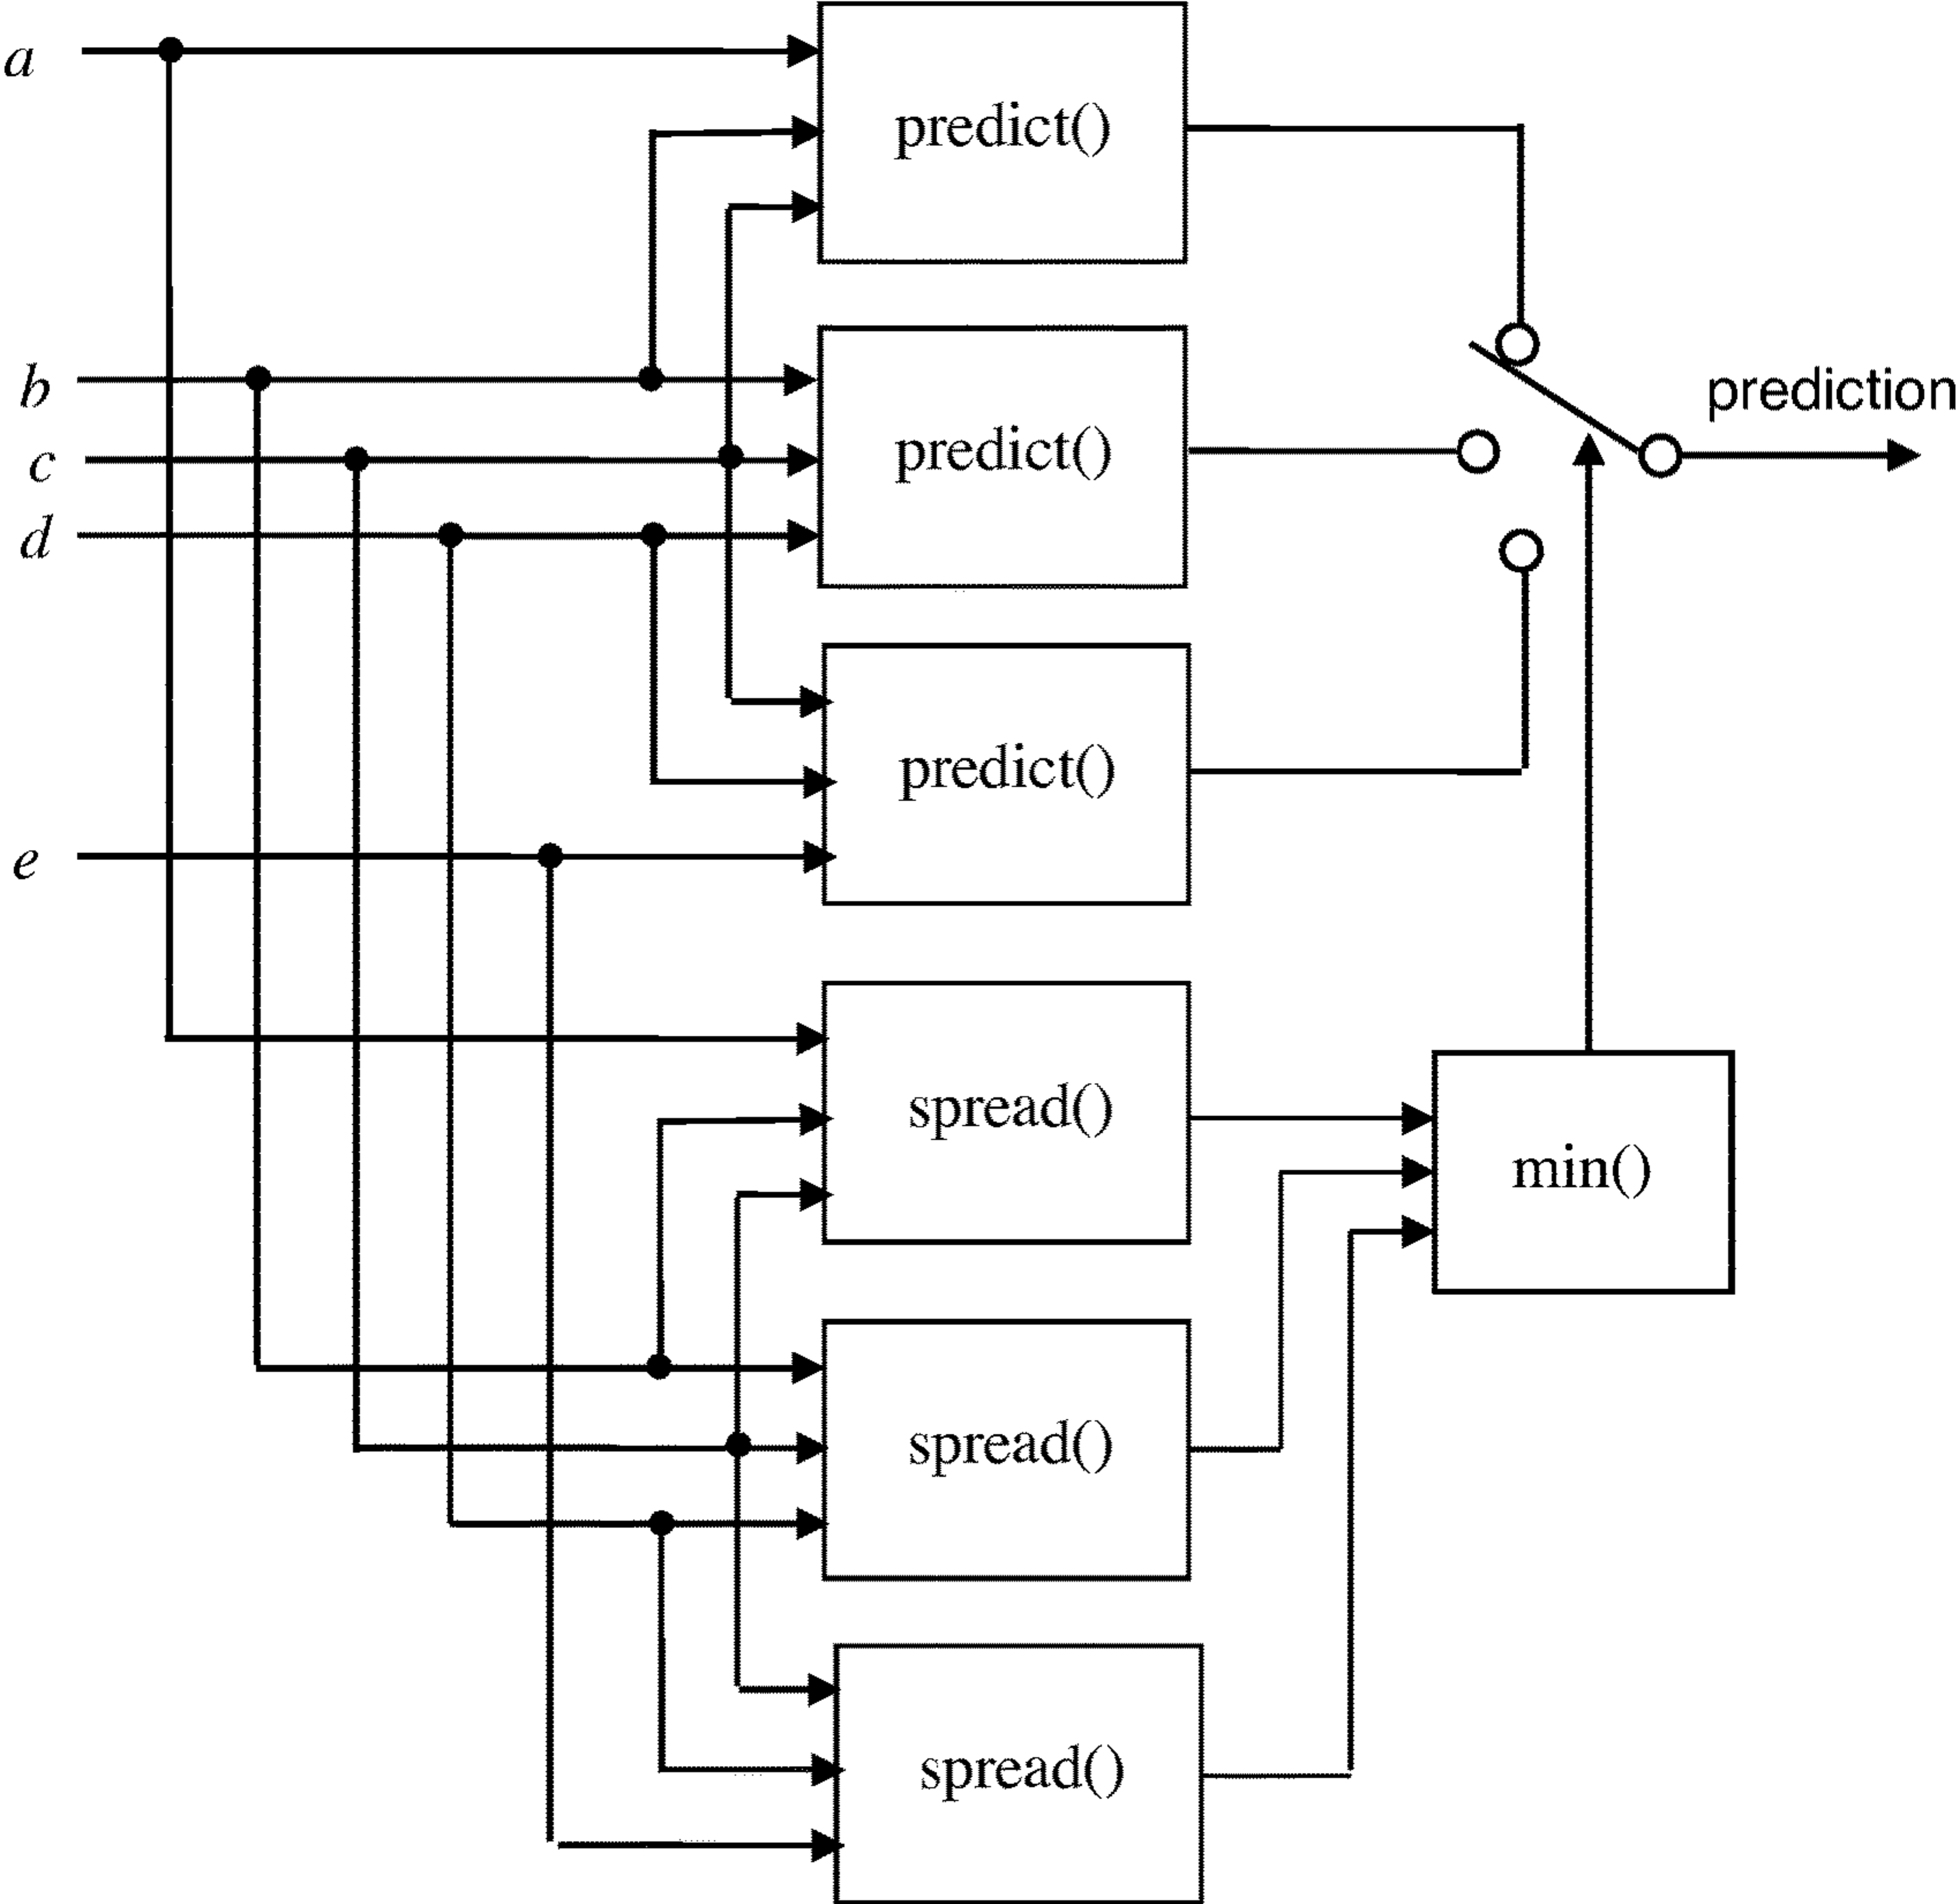 a
predict()
b
prediction
c
predict()
d
predict()
e
spread()
min()
spread()
spread()